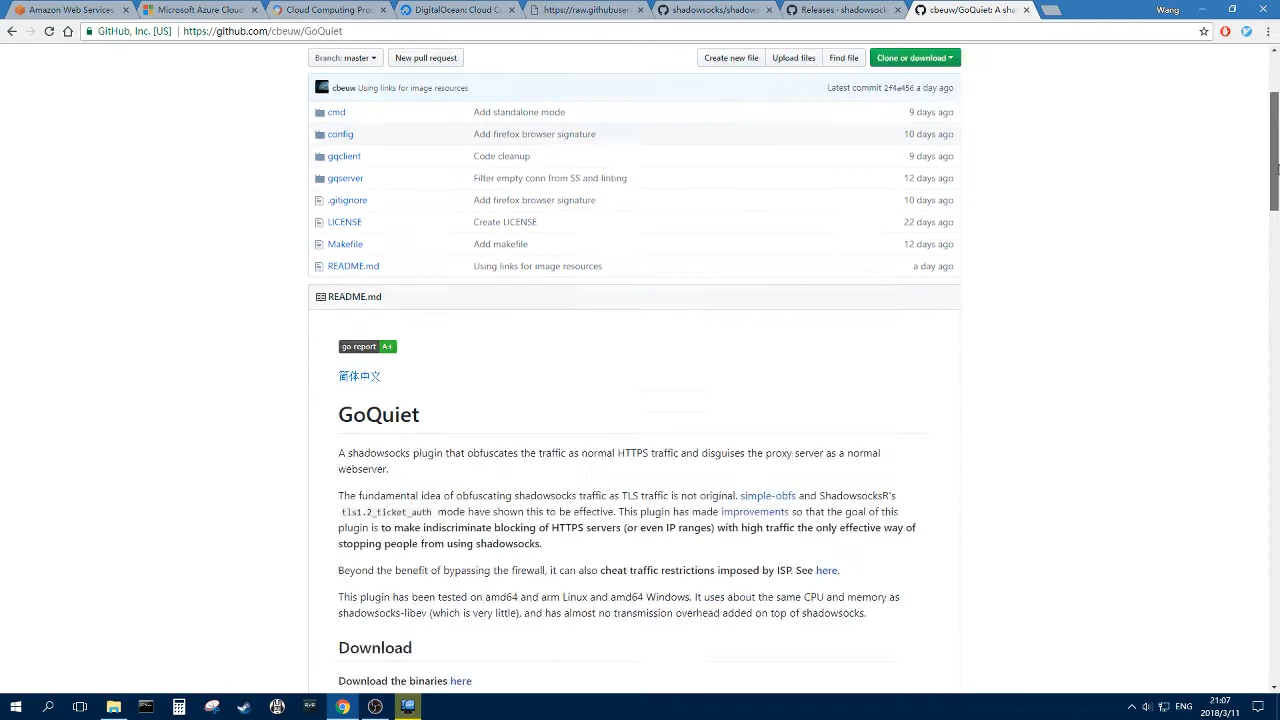 Amazon Web Services
Microsoft Azure Cloud
Cloud Computing Pro
DigitalOcean: Cloud C
https://raw.githubuser
shadowsocks/shadows
Releases · shadowsock
cbeuw/GoQuiet: A sha
Wang
GitHub, Inc. [US] | https://github.com/cbeuw/GoQuiet
Branch: master
New pull request
Create new file
Upload files
Find file
Clone or download
cbeuw Using links for image resources
Latest commit 2f4a456 a day ago
cmd Add standalone mode 9 days ago
config Add firefox browser signature 10 days ago
gqclient Code cleanup 9 days ago
gqserver Filter empty conn from SS and linting 12 days ago
.gitignore Add firefox browser signature 10 days ago
LICENSE Create LICENSE 22 days ago
Makefile Add makefile 12 days ago
README.md Using links for image resources a day ago
README.md
go report A+
简体中文
GoQuiet
A shadowsocks plugin that obfuscates the traffic as normal HTTPS traffic and disguises the proxy server as a normal
webserver.
The fundamental idea of obfuscating shadowsocks traffic as TLS traffic is not original. simple-obfs and ShadowsocksR's
tls1.2_ticket_auth mode have shown this to be effective. This plugin has made improvements so that the goal of this
plugin is to make indiscriminate blocking of HTTPS servers (or even IP ranges) with high traffic the only effective way of
stopping people from using shadowsocks.
Beyond the benefit of bypassing the firewall, it can also cheat traffic restrictions imposed by ISP. See here.
This plugin has been tested on amd64 and arm Linux and amd64 Windows. It uses about the same CPU and memory as
shadowsocks-libev (which is very little), and has almost no transmission overhead added on top of shadowsocks.
Download
Download the binaries here
ENG
21:07
2018/3/11